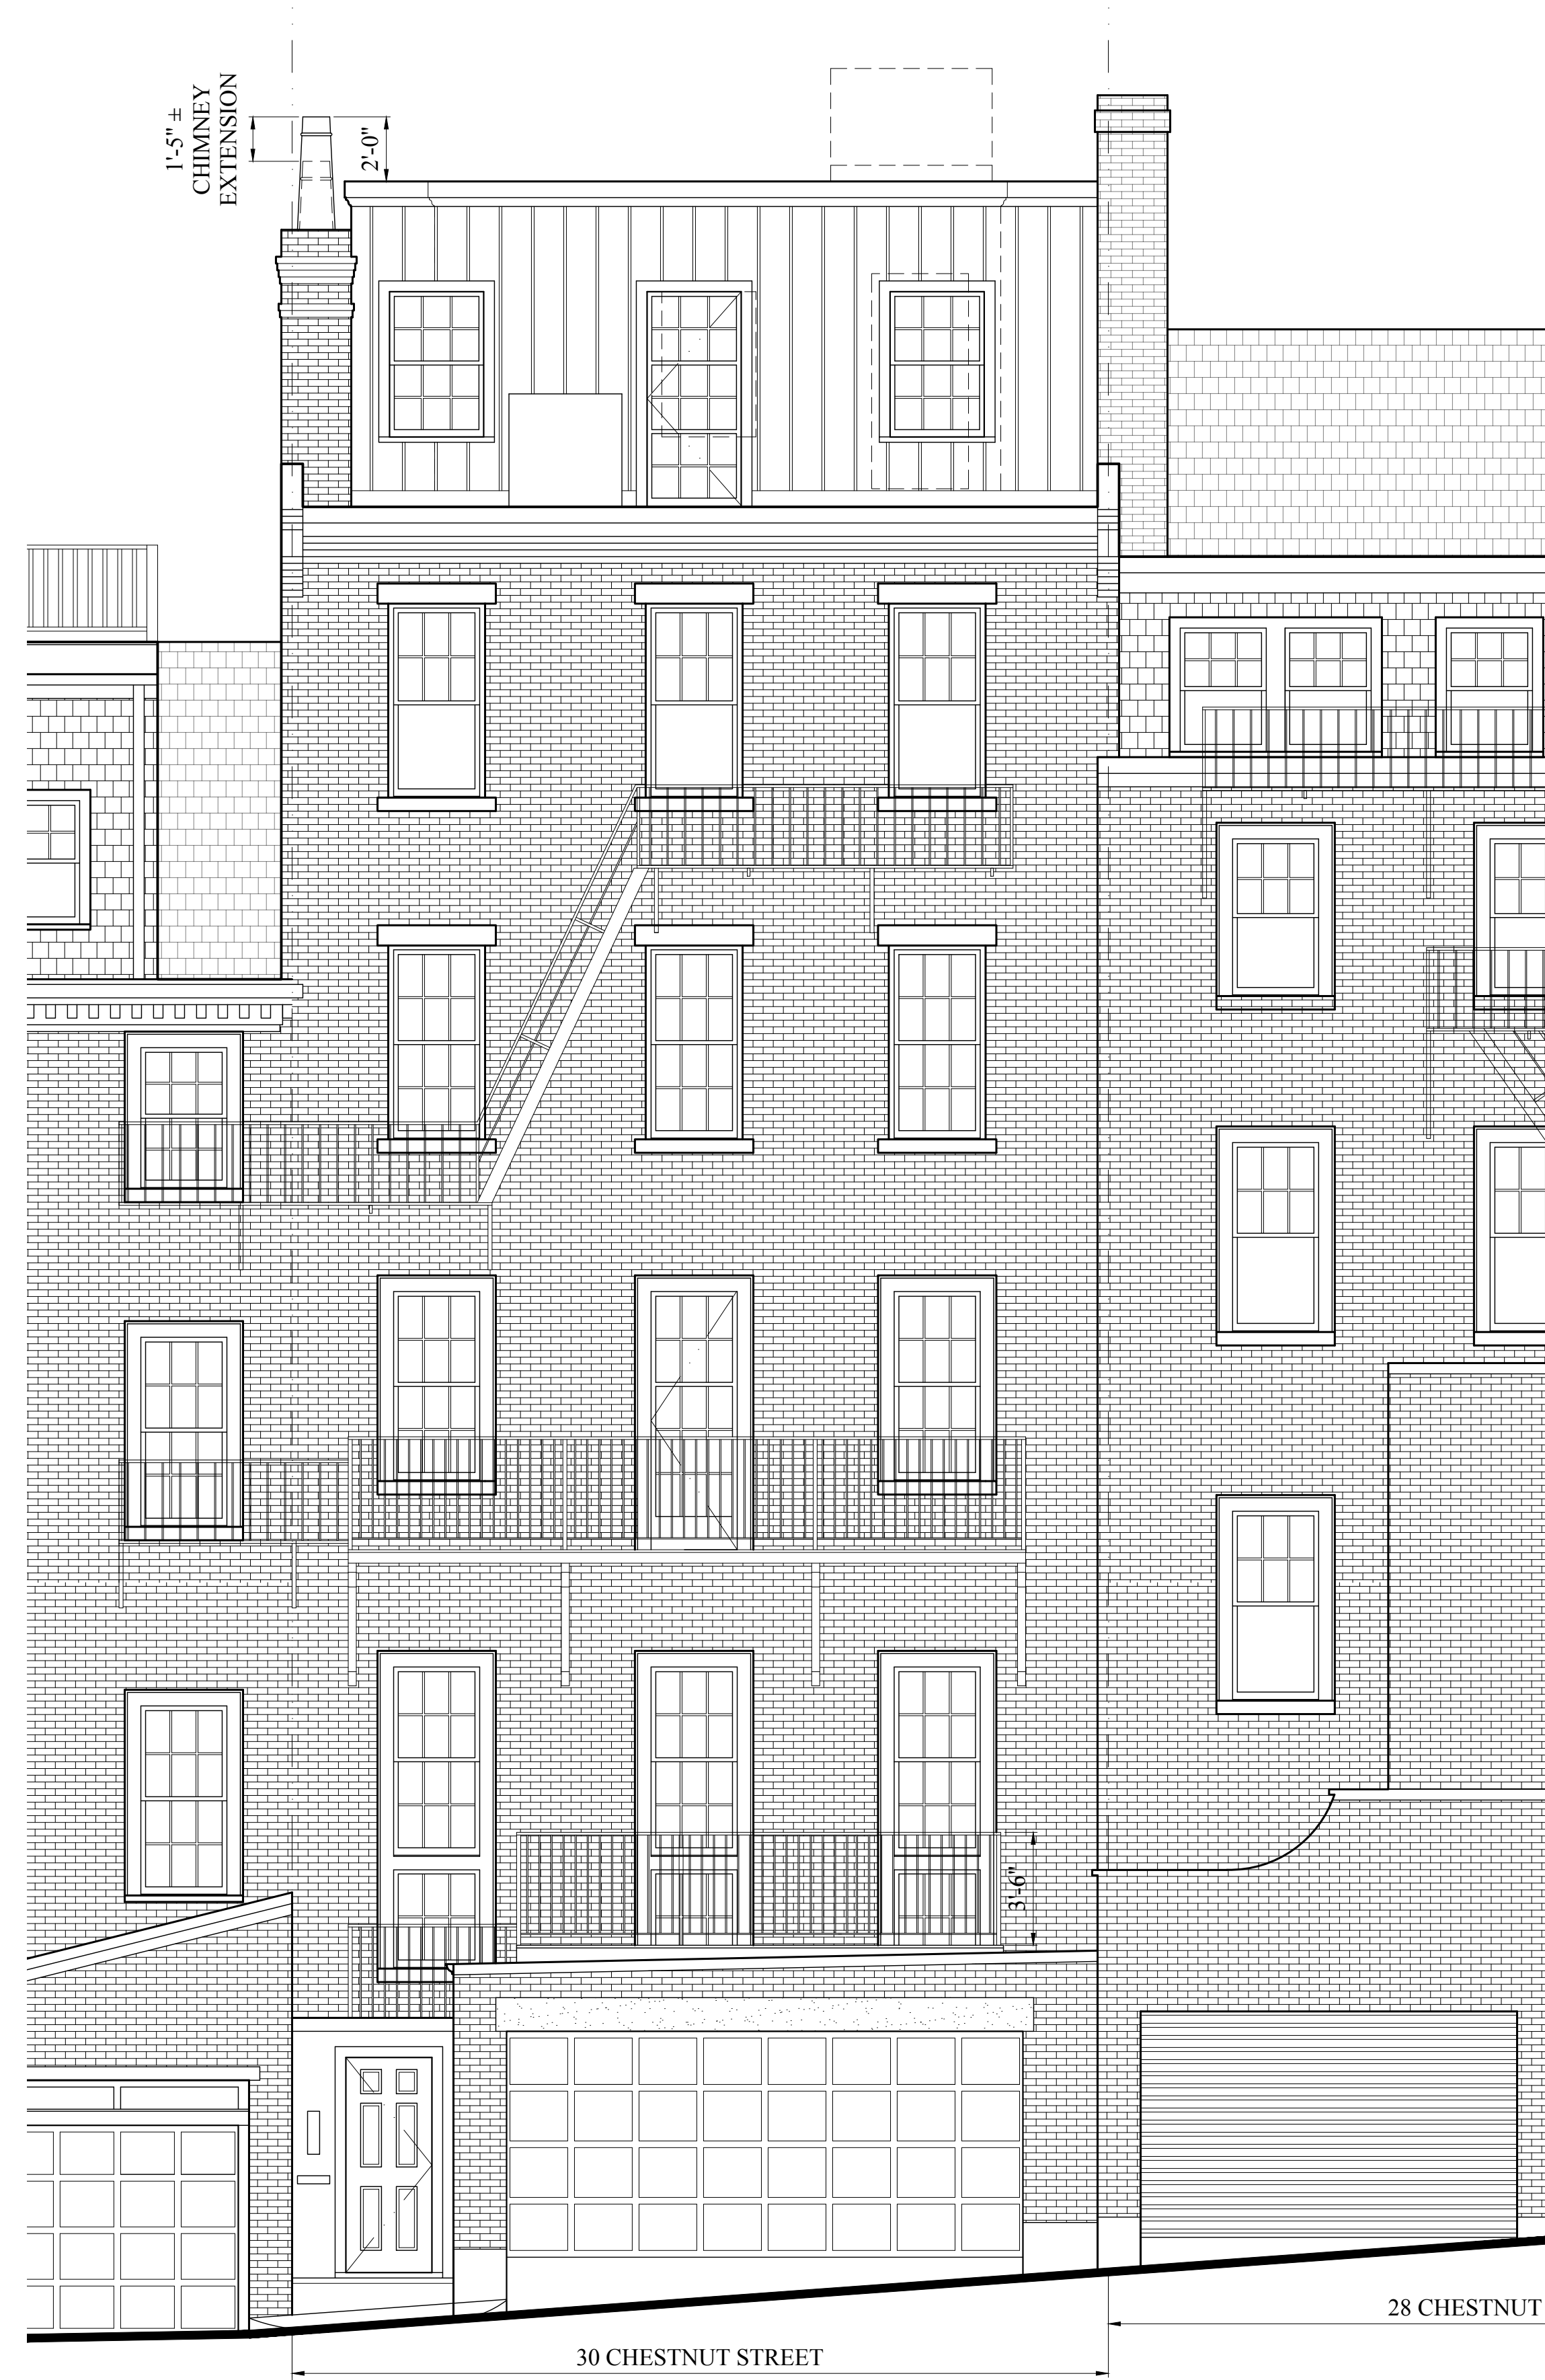 1'-5" ±
CHIMNEY
EXTENSION
2'-0"
3'-6"
28 CHESTNUT
30 CHESTNUT STREET